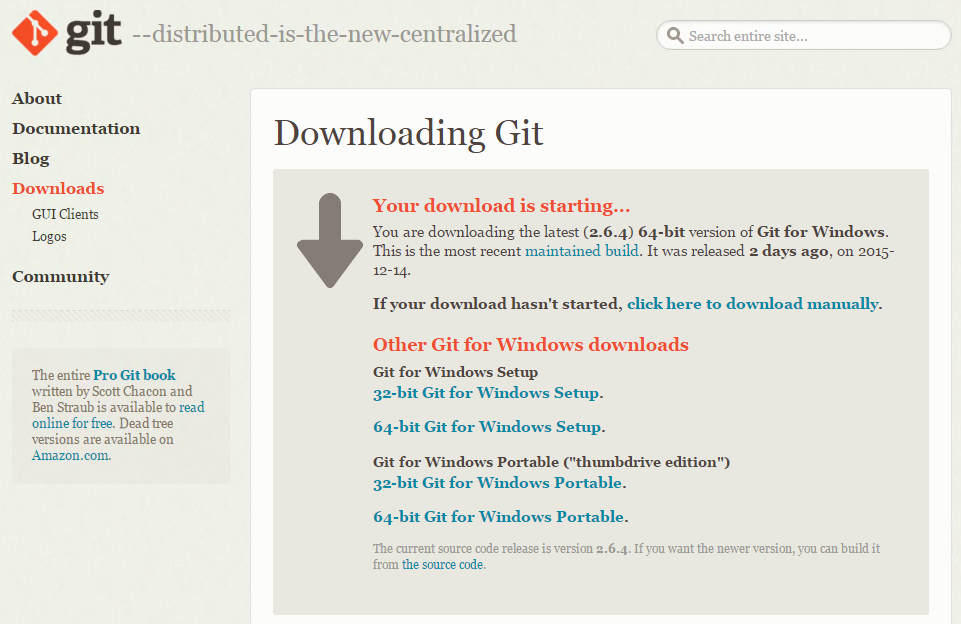 git --distributed-is-the-new-centralized
Search entire site...
About
Documentation
Blog
Downloads
GUI Clients
Logos
Community
The entire Pro Git book
written by Scott Chacon and
Ben Straub is available to read
online for free. Dead tree
versions are available on
Amazon.com.
Downloading Git
Your download is starting...
You are downloading the latest (2.6.4) 64-bit version of Git for Windows.
This is the most recent maintained build. It was released 2 days ago, on 2015-
12-14.
If your download hasn't started, click here to download manually.
Other Git for Windows downloads
Git for Windows Setup
32-bit Git for Windows Setup.
64-bit Git for Windows Setup.
Git for Windows Portable ("thumbdrive edition")
32-bit Git for Windows Portable.
64-bit Git for Windows Portable.
The current source code release is version 2.6.4. If you want the newer version, you can build it
from the source code.